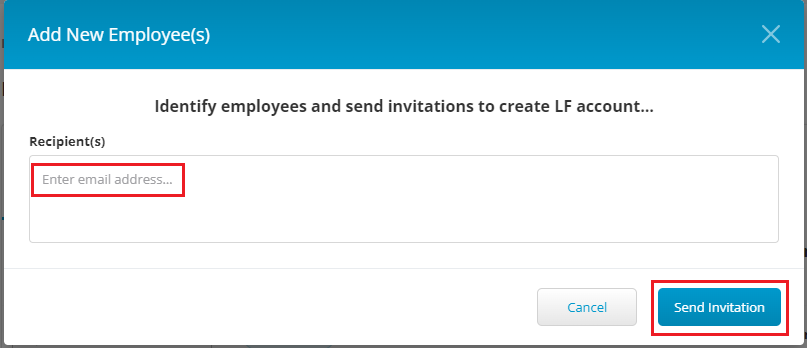 Add New Employee(s)
Identify employees and send invitations to create LF account...
Recipient(s)
Enter email address...
Cancel
Send Invitation